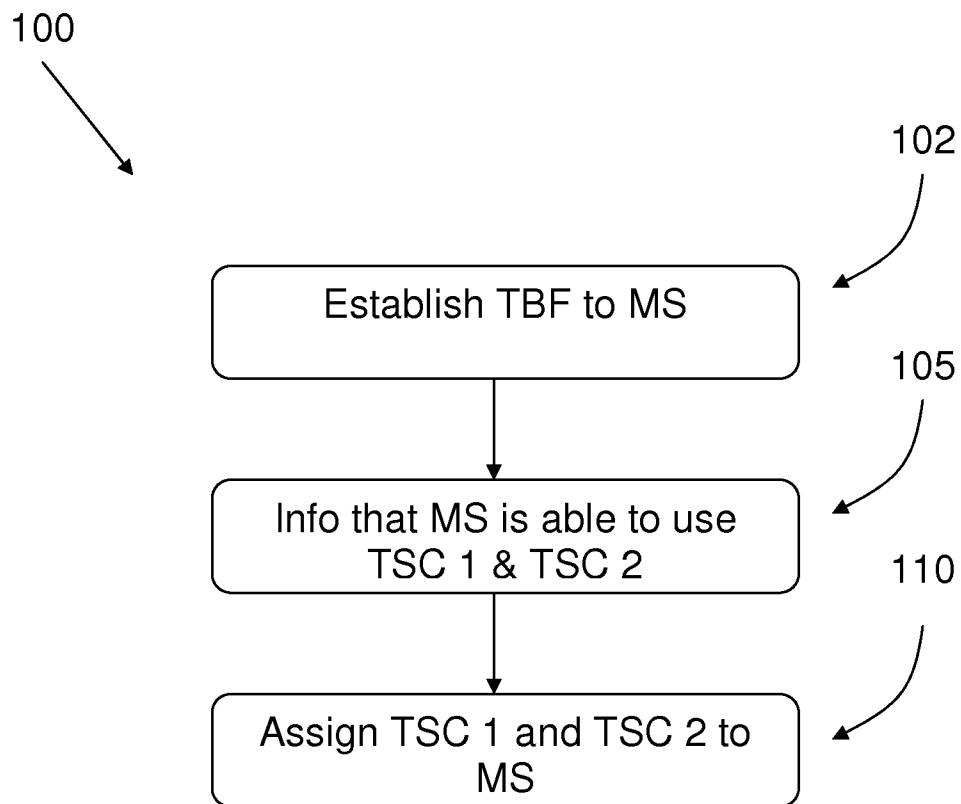 100
102
Establish TBF to MS
105
Info that MS is able to use
TSC 1 & TSC 2
110
Assign TSC 1 and TSC 2 to
MS